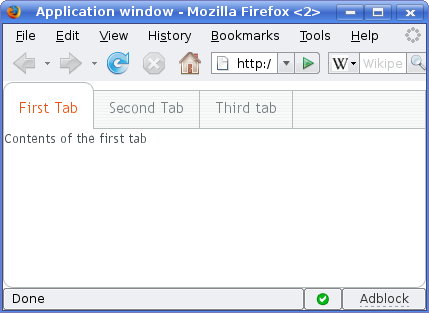 Application window - Mozilla Firefox <2>
File Edit View History Bookmarks Tools Help
http:/ W Wikipe
First Tab Second Tab Third tab
Contents of the first tab
Done Adblock